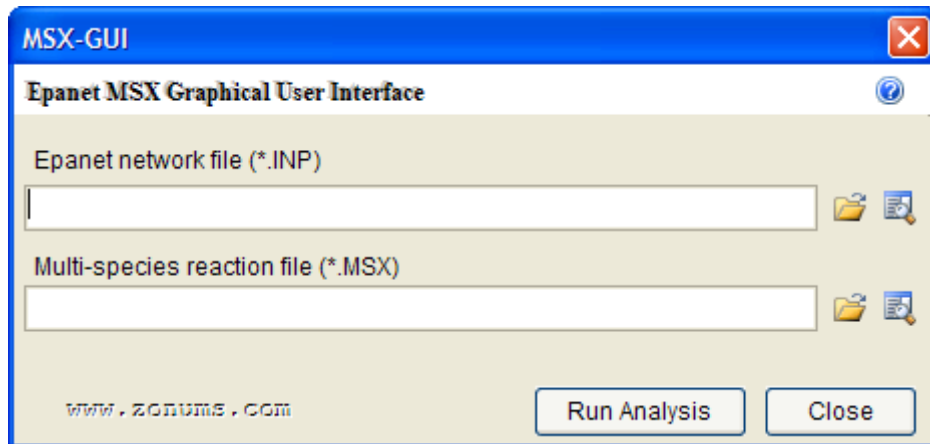 MSX-GUI
Epanet MSX Graphical User Interface
Epanet network file (*.INP)
Multi-species reaction file (*.MSX)
www.zonums.com
Run Analysis Close